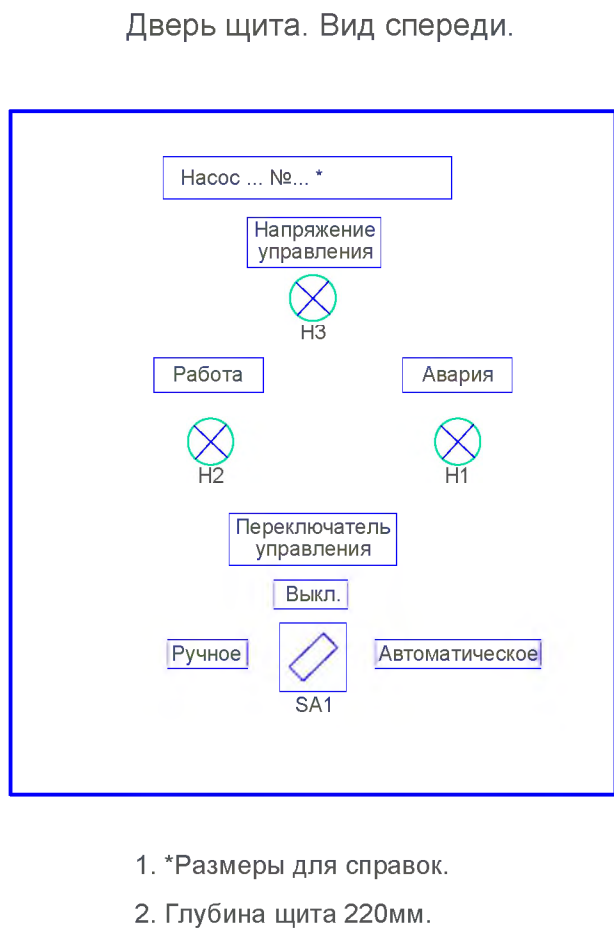 Дверь щита. Вид спереди.
Насос ... №... *
Напряжение
управления
H3
Работа
Авария
H2
H1
Переключатель
управления
Выкл.
Ручное
Автоматическое
SA1
1. *Размеры для справок.
2. Глубина щита 220мм.